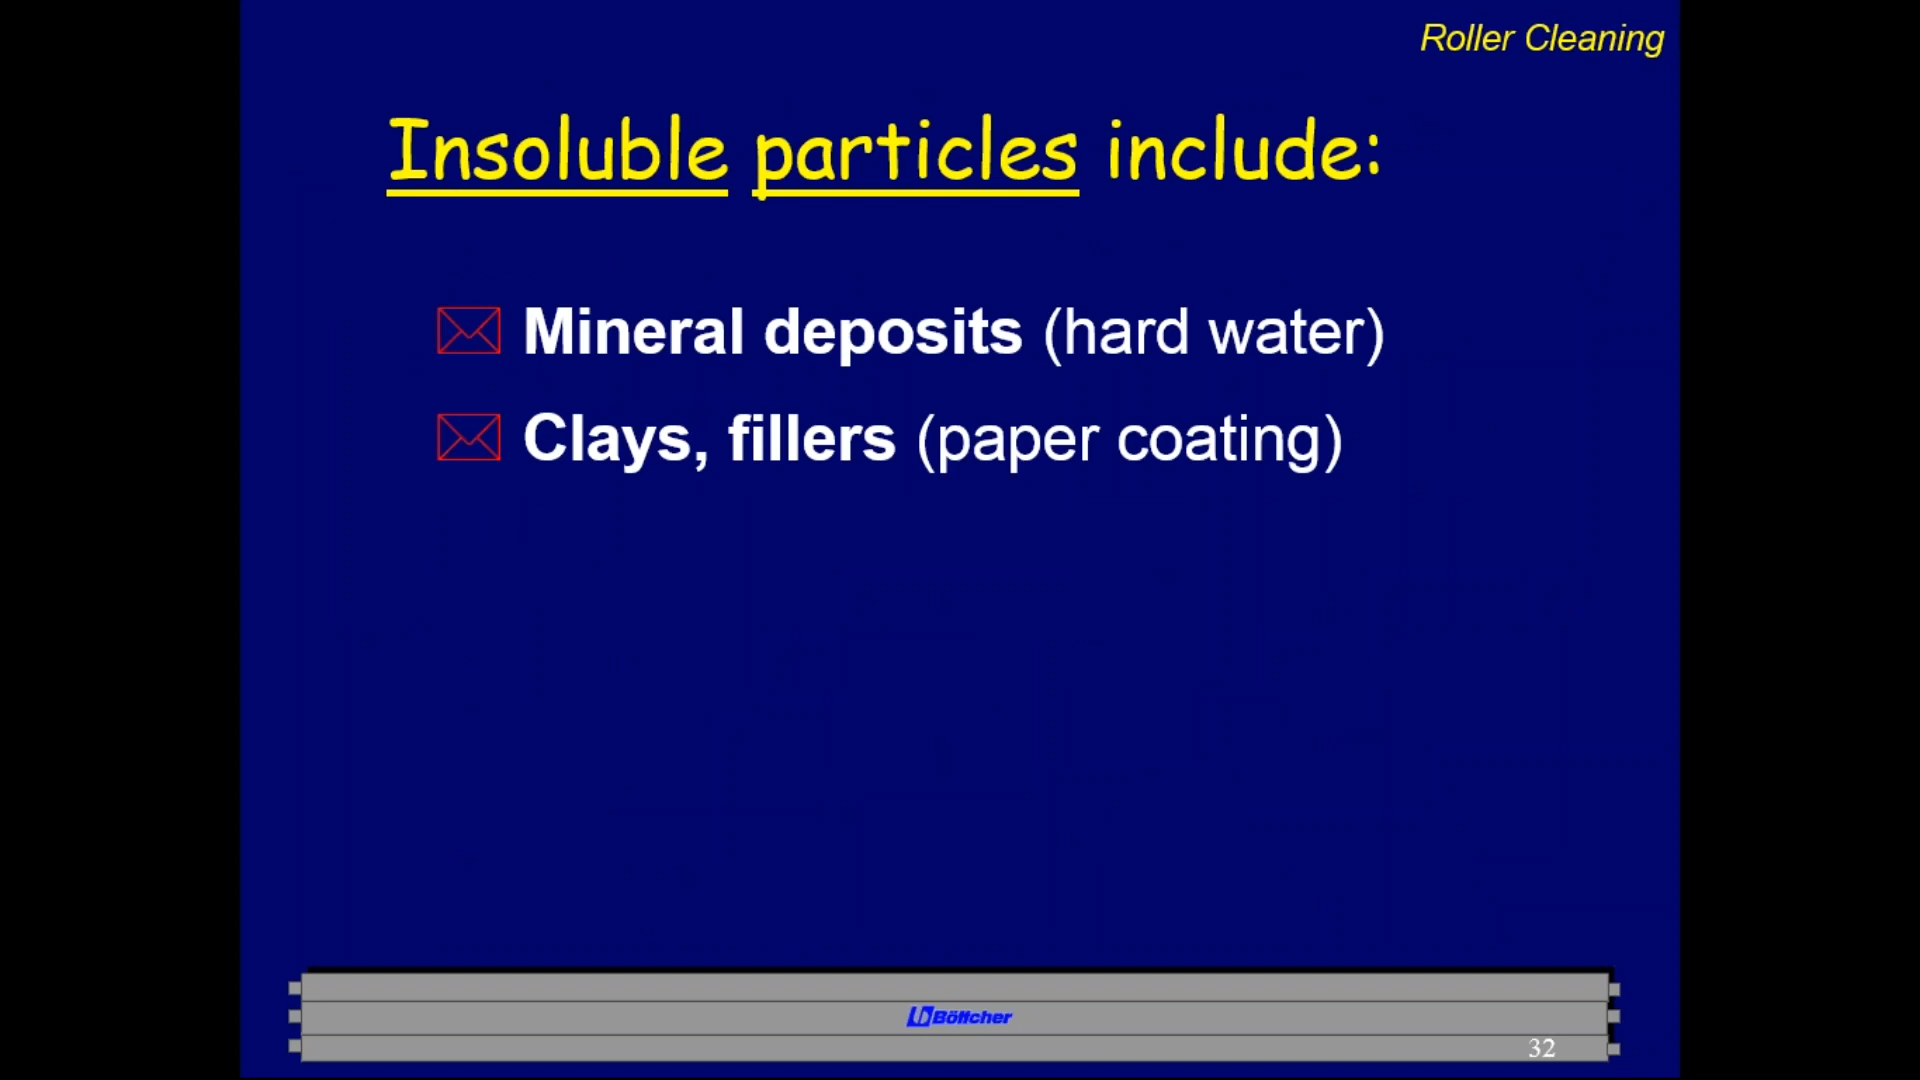 Roller Cleaning
Insoluble particles include:
Mineral deposits (hard water)
Clays, fillers (paper coating)
Böttcher
32